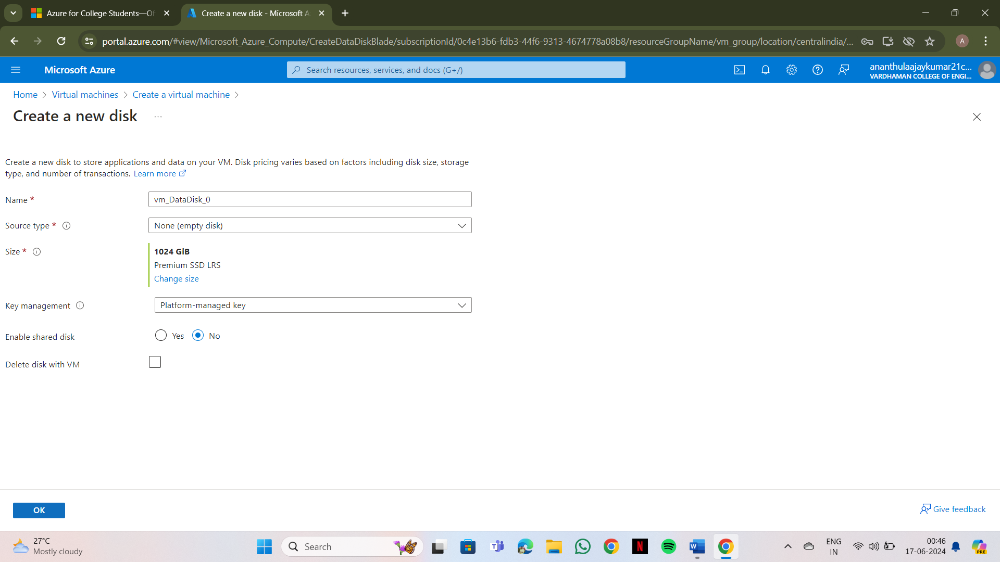 Azure for College Students—Of
Create a new disk - Microsoft A
portal.azure.com/#view/Microsoft_Azure_Compute/CreateDataDiskBlade/subscriptionId/0c4e13b6-fdb3-44f6-9313-4674778a08b8/resourceGroupName/vm_group/location/centralindia/...
A
Microsoft Azure
Search resources, services, and docs (G+/)
ananthulaajaykumar21c...
VARDHAMAN COLLEGE OF ENGI...
Home > Virtual machines > Create a virtual machine >
Create a new disk ...
Create a new disk to store applications and data on your VM. Disk pricing varies based on factors including disk size, storage
type, and number of transactions. Learn more
Name *
vm_DataDisk_0
Source type *
None (empty disk)
Size *
1024 GiB
Premium SSD LRS
Change size
Key management
Platform-managed key
Enable shared disk
Yes
No
Delete disk with VM
OK
Give feedback
27°C
Mostly cloudy
Search
ENG
IN
00:46
17-06-2024
PRE